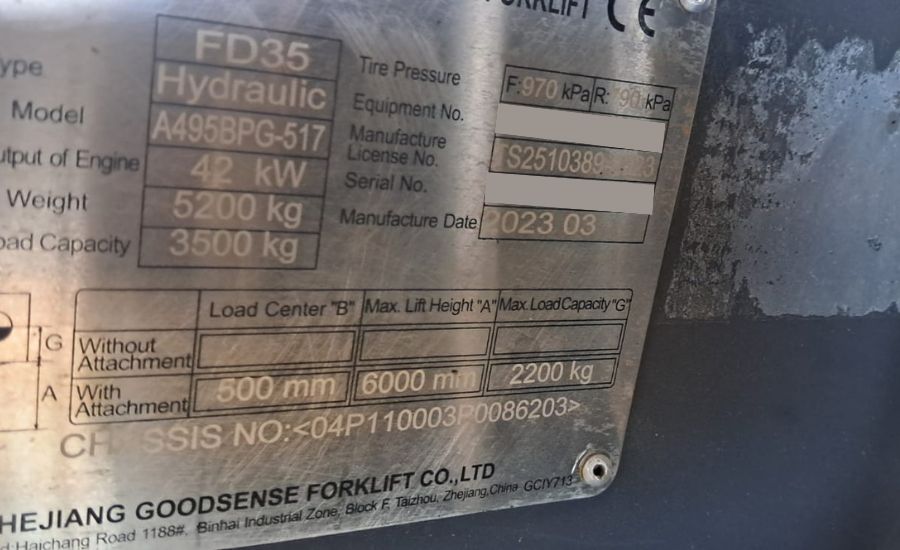 FORKLIFT CE
ype FD35
Hydraulic
Model A495BPG-517
utput of Engine 42 kW
Weight 5200 kg
oad Capacity 3500 kg
Tire Pressure F:970 kPa R: kPa
Equipment No.
Manufacture
License No.
Serial No.
Manufacture Date 2023 03
Load Center "B" Max. Lift Height "A" Max. Load Capacity "G"
Without
Attachment
With
Attachment 500 mm 6000 mm 2200 kg
G
A
CHASSIS NO:<04P110003P0086203>
HEJIANG GOODSENSE FORKLIFT CO.,LTD
d:Haichang Road 1188#, Binhai Industrial Zone, Block F, Taizhou, Zhejiang,China GCIY713